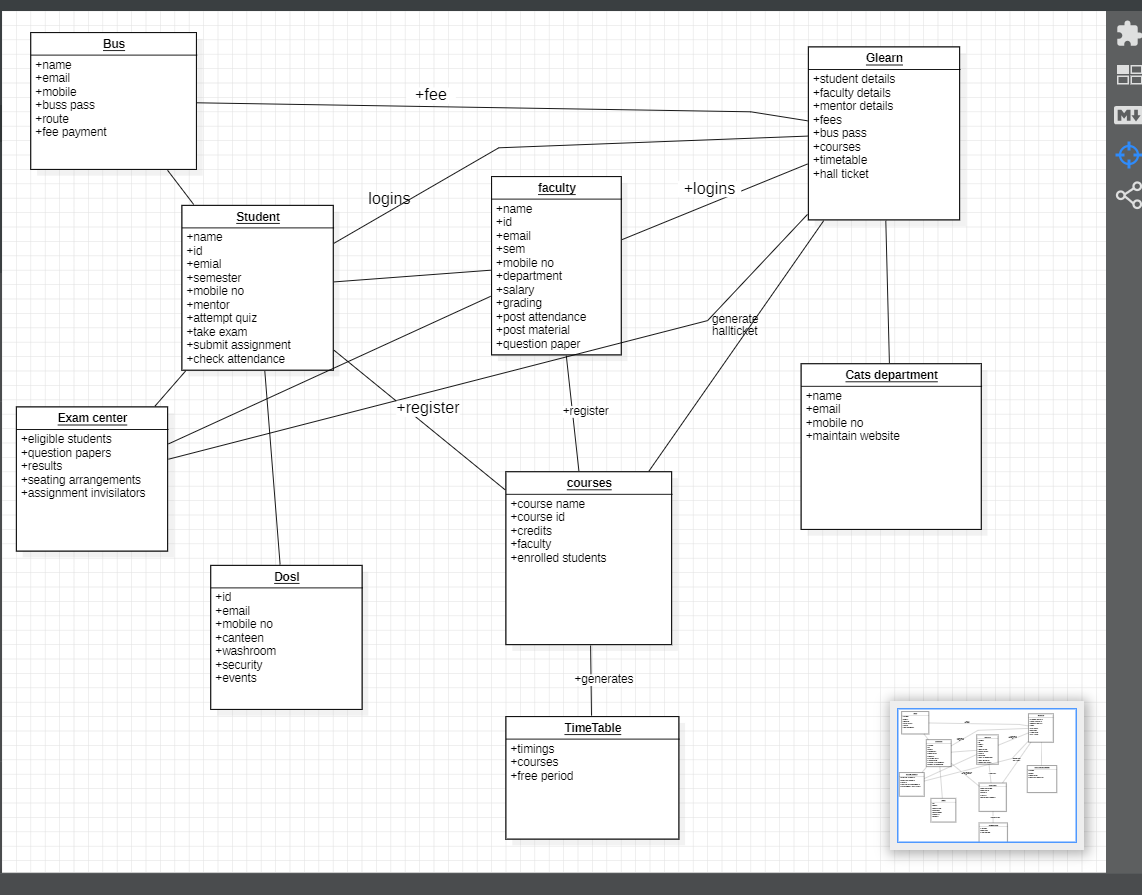 Bus
+name
+email
+mobile
+buss pass
+route
+fee payment
+fee
Glearn
+student details
+faculty details
+mentor details
+fees
+bus pass
+courses
+timetable
+hall ticket
logins
+logins
Student
+name
+id
+emial
+semester
+mobile no
+mentor
+attempt quiz
+take exam
+submit assignment
+check attendance
faculty
+name
+id
+email
+sem
+mobile no
+department
+salary
+grading
+post attendance
+post material
+question paper
generate
hallticket
Exam center
+eligible students
+question papers
+results
+seating arrangements
+assignment invisilators
+register
+register
Cats department
+name
+email
+mobile no
+maintain website
courses
+course name
+course id
+credits
+faculty
+enrolled students
Dosl
+id
+email
+mobile no
+canteen
+washroom
+security
+events
+generates
TimeTable
+timings
+courses
+free period
M